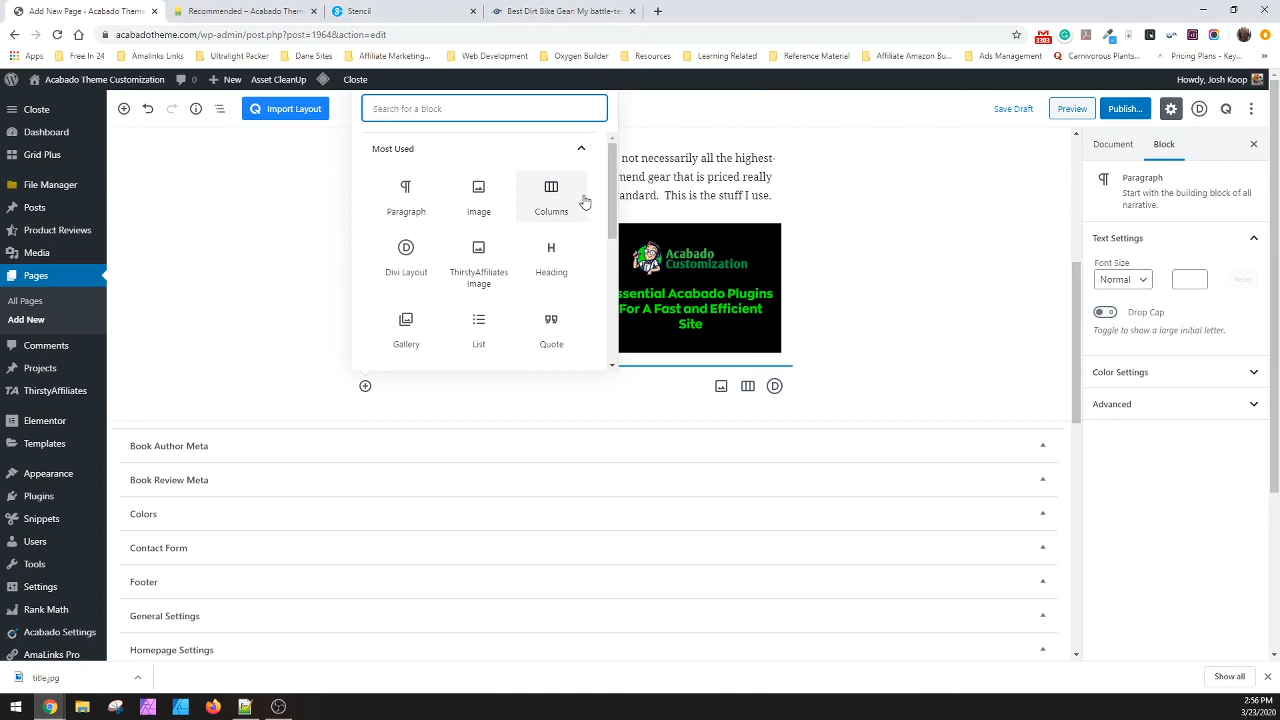 Add New Page ‹ Acabado Theme C
Recommended – Acabado Theme
Stencil
Best Dirt Bike Gear: My battle-te
acabadotheme.com/wp-admin/post.php?post=1964&action=edit
3303
Apps
Free To Use
Amalinks Links
Dane Sites
Affiliate Marketing...
Web Development
Oxygen Builder
Resources
Learning Related
Reference Material
Affiliate Amazon Bu...
Ads Management
Carnivorous Plants...
Pricing Plans - Key...
Acabado Theme Customization
0
New
Asset CleanUp
Closte
Howdy, Josh Koop
Closte
Dashboard
Grid Plus
File Manager
Posts
Product Reviews
Media
Pages
All Pages
Add New
Comments
Projects
ThirstyAffiliates
Elementor
Templates
Appearance
Plugins
Snippets
Users
Tools
Settings
Rank Math
Acabado Settings
AmaLinks Pro
Import Layout
Search for a block
Most Used
Paragraph
Image
Columns
Divi Layout
ThirstyAffiliates
Image
Heading
Gallery
List
Quote
Save Draft
Preview
Publish...
not necessarily all the highest-
mend gear that is priced really
andard. This is the stuff I use.
Acabado
Customization
ssential Acabado Plugins
For A Fast and Efficient
Site
Document
Block
Paragraph
Start with the building block of all
narrative.
Text Settings
Font Size
Normal
Reset
Drop Cap
Toggle to show a large initial letter.
Color Settings
Advanced
Book Author Meta
Book Review Meta
Colors
Contact Form
Footer
General Settings
Homepage Settings
title.jpg
Show all
2:56 PM
3/23/2020